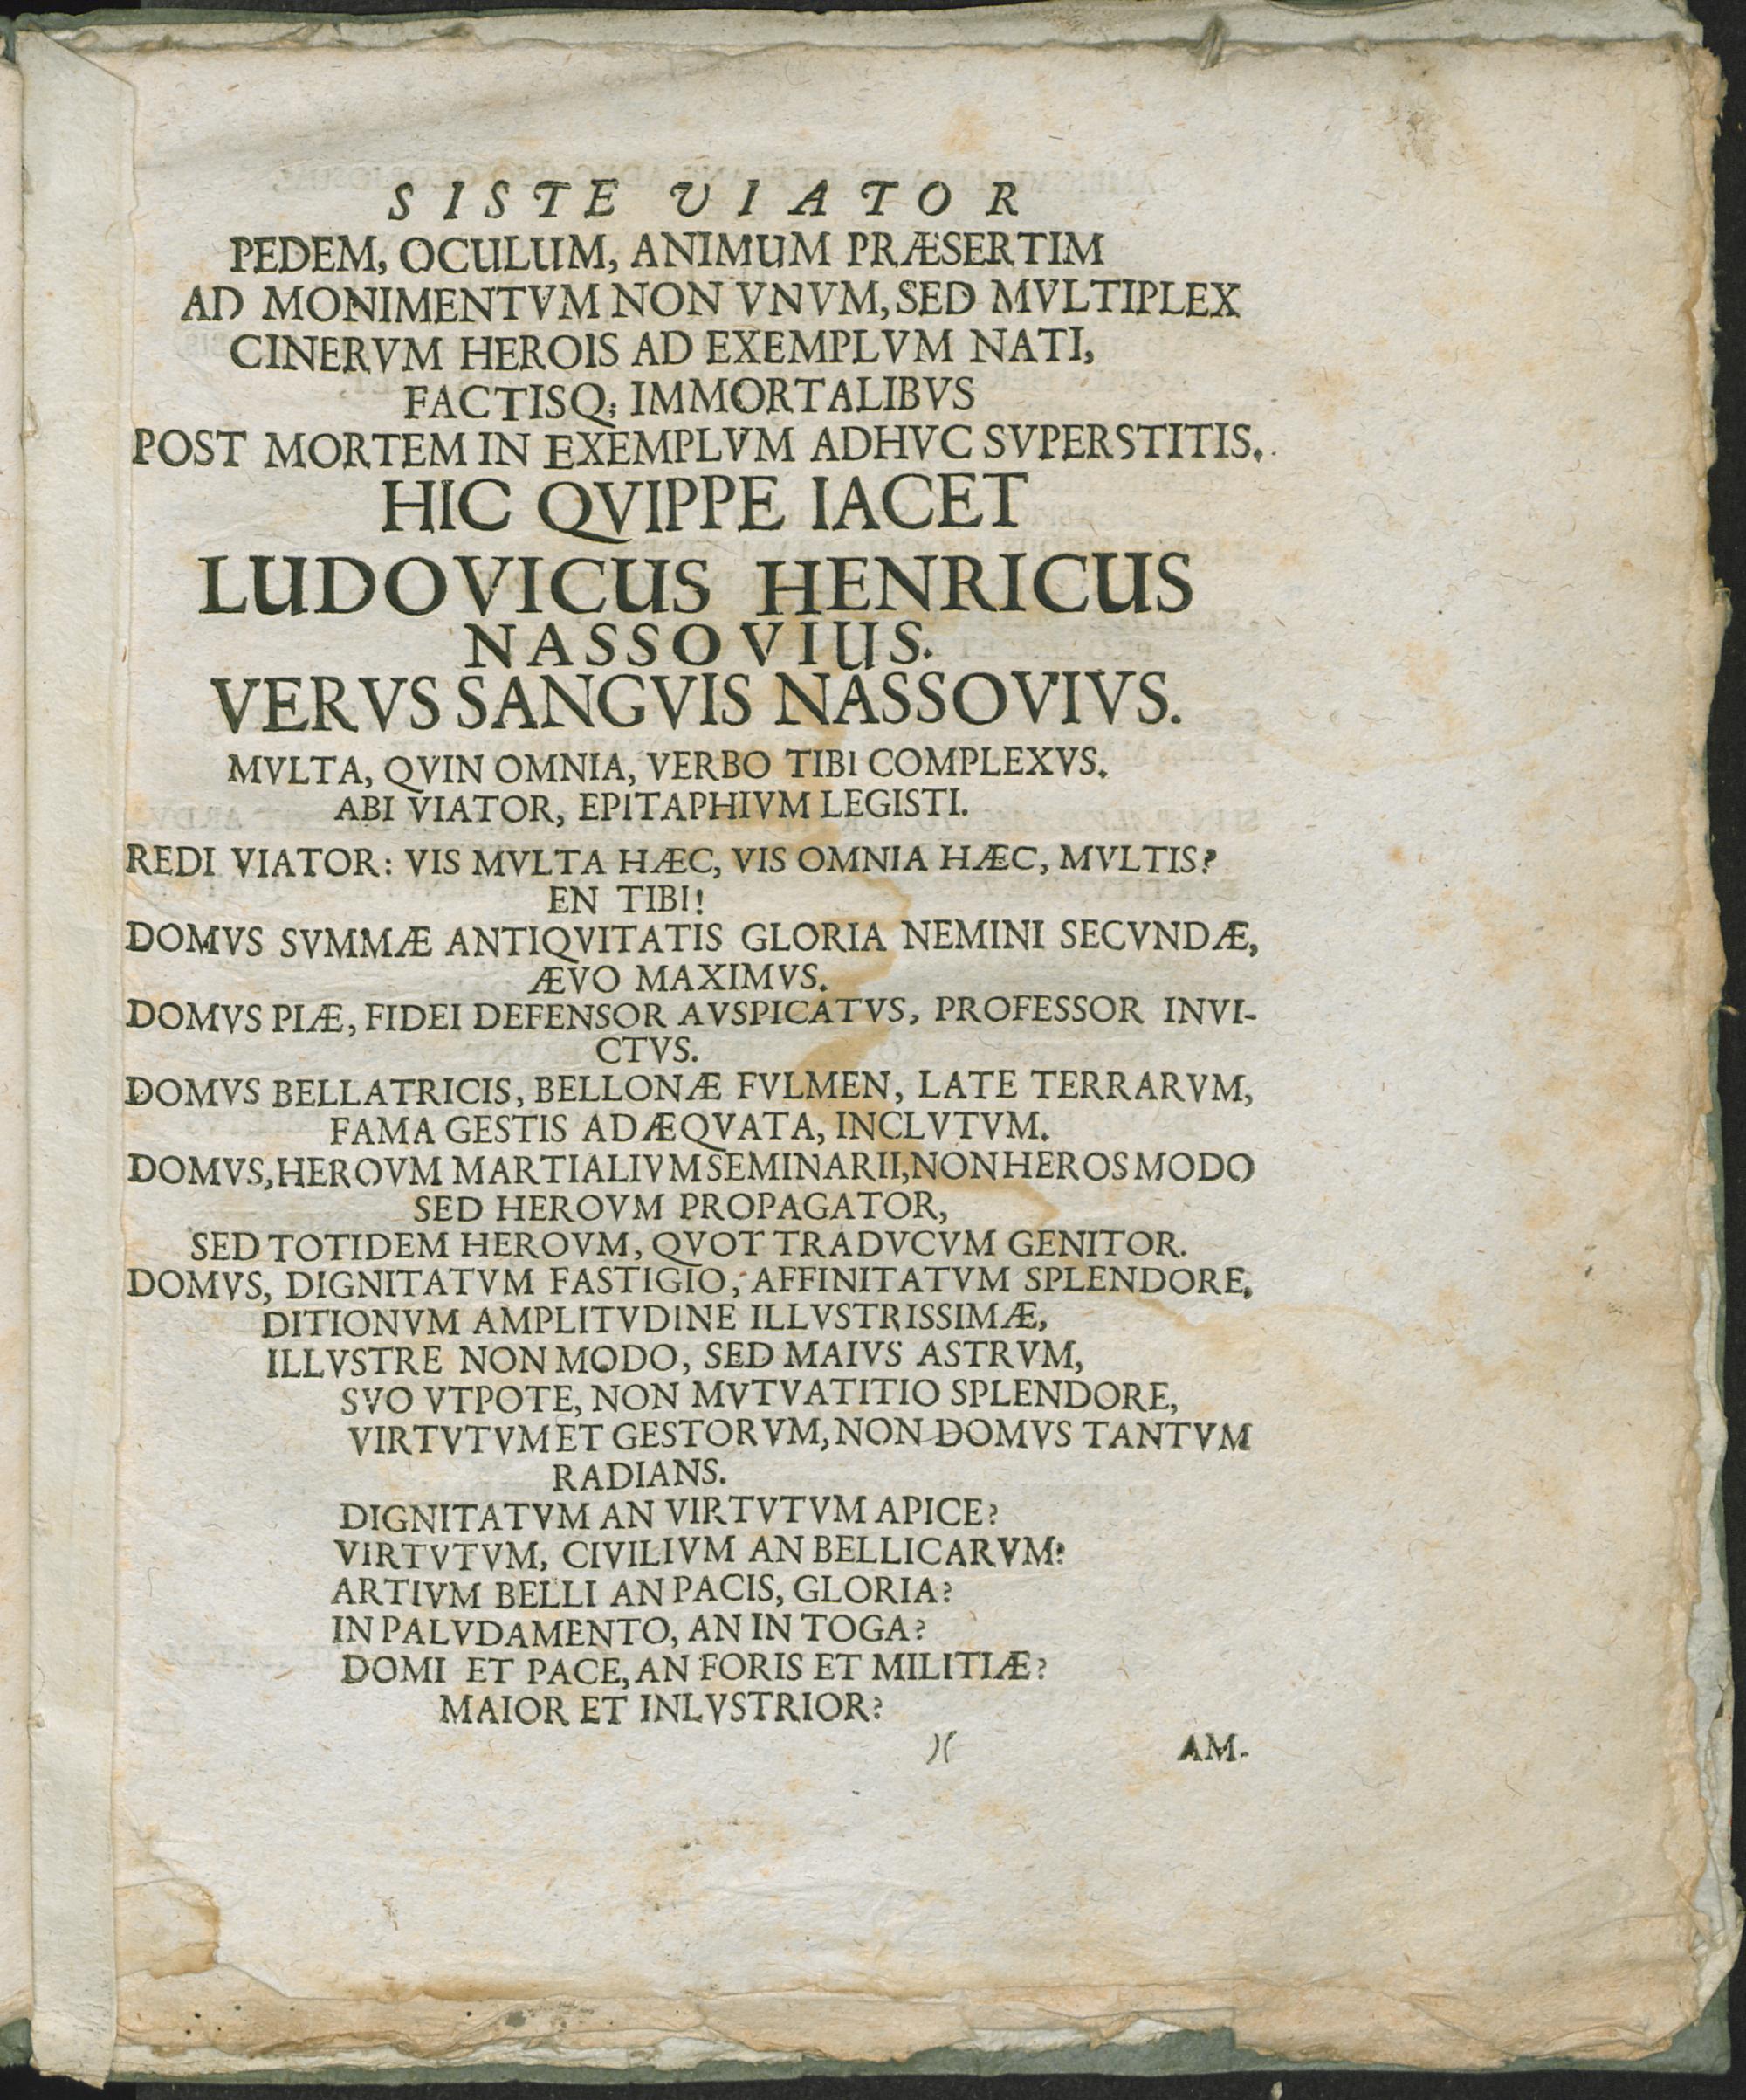 SISTE VIATOR
PEDEM, OCULUM, ANIMUM PRÆSERTIM
AD MONIMENTVM NON VNVM, SED MVLTIPLEX
CINERVM HEROIS AD EXEMPLVM NATI,
FACTISQ; IMMORTALIBVS
POST MORTEM IN EXEMPLVM ADHVC SVPERSTITIS.
HIC QVIPPE IACET
LUDOVICUS HENRICUS
NASSOVIUS.
VERVS SANGVIS NASSOVIVS.
MVLTA, QVIN OMNIA, VERBO TIBI COMPLEXVS.
ABI VIATOR, EPITAPHIVM LEGISTI.
REDI VIATOR: VIS MVLTA HÆC, VIS OMNIA HÆC, MVLTIS?
EN TIBI!
DOMVS SVMMÆ ANTIQVITATIS GLORIA NEMINI SECVNDÆ,
ÆVO MAXIMVS.
DOMVS PIÆ, FIDEI DEFENSOR AVSPICATVS, PROFESSOR INVI-
CTVS.
DOMVS BELLATRICIS, BELLONÆ FVLMEN, LATE TERRARVM,
FAMA GESTIS ADÆQVATA, INCLVTVM.
DOMVS, HEROVM MARTIALIVM SEMINARII, NON HEROS MODO
SED HEROVM PROPAGATOR,
SED TOTIDEM HEROVM, QVOT TRADVCVM GENITOR.
DOMVS, DIGNITATVM FASTIGIO, AFFINITATVM SPLENDORE,
DITIONVM AMPLITVDINE ILLVSTRISSIMÆ,
ILLVSTRE NON MODO, SED MAIVS ASTRVM,
SVO VTPOTE, NON MVTVATITIO SPLENDORE,
VIRTVTVM ET GESTORVM, NON DOMVS TANTVM
RADIANS.
DIGNITATVM AN VIRTVTVM APICE?
VIRTVTVM, CIVILIVM AN BELLICARVM?
ARTIVM BELLI AN PACIS, GLORIA?
IN PALVDAMENTO, AN IN TOGA?
DOMI ET PACE, AN FORIS ET MILITIÆ?
MAIOR ET INLVSTRIOR?
)( AM-